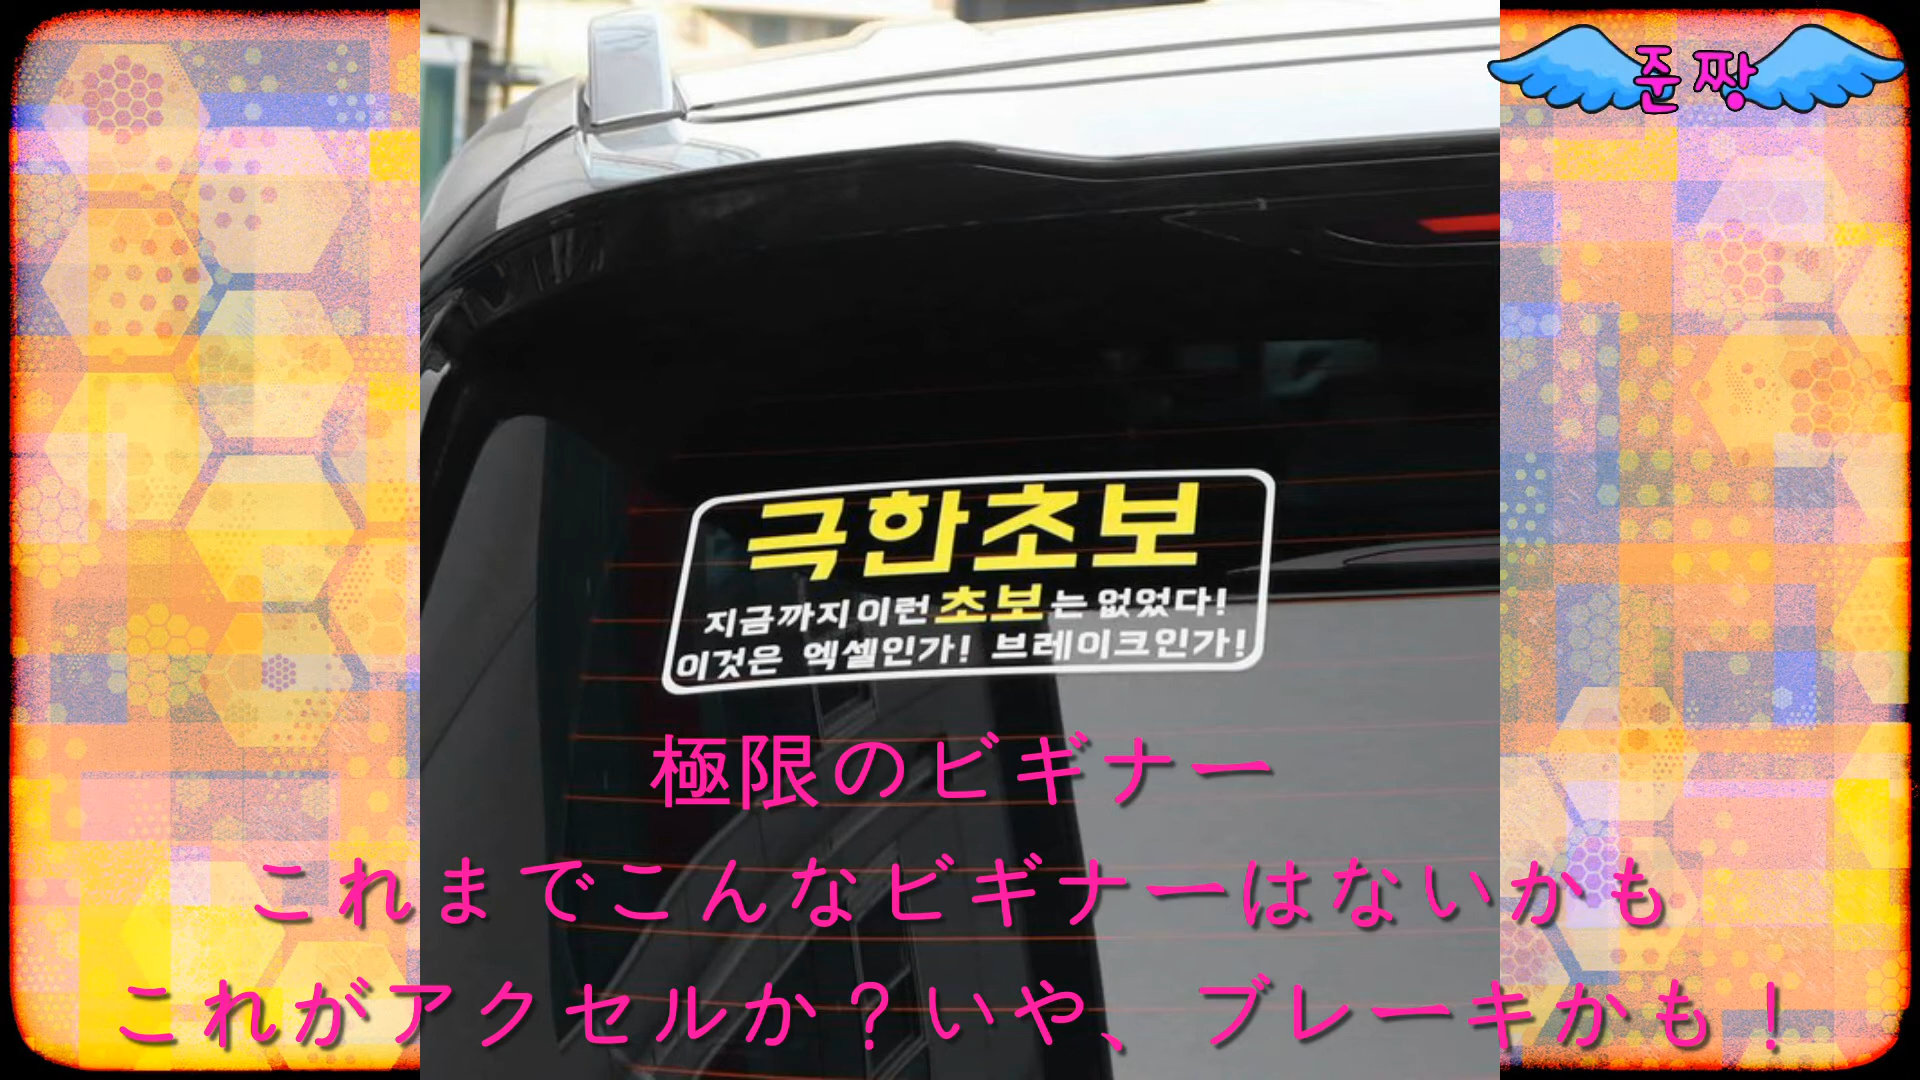 준짱
극한초보
지금까지 이런 초보는 없었다!
이것은 엑셀인가! 브레이크인가!
極限のビギナー
これまでこんなビギナーはないかも
これがアクセルか？いや、ブレーキかも！